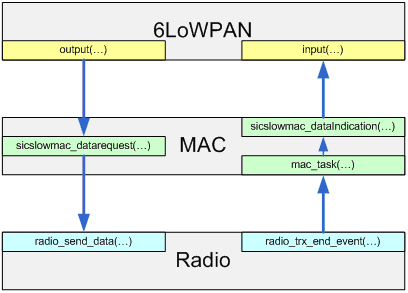 6LoWPAN
output(…)
input(…)
sicslowmac_dataIndication(…)
MAC
sicslowmac_datarequest(…)
mac_task(…)
radio_send_data(…)
radio_trx_end_event(…)
Radio